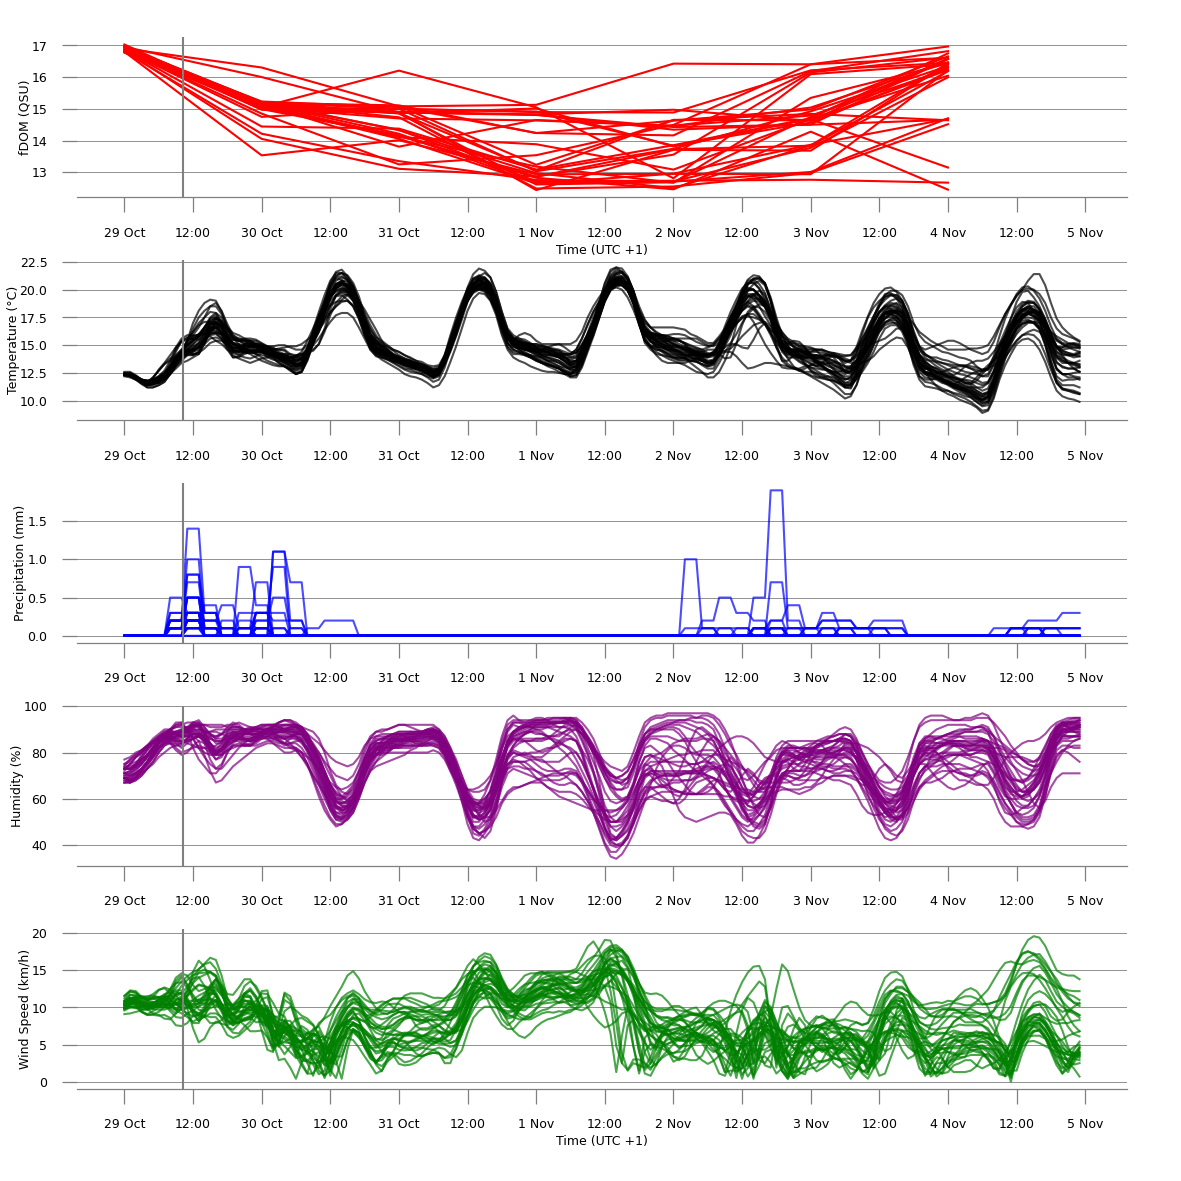 17
16
15
14
13
fDOM (QSU)
29 Oct 12:00 30 Oct 12:00 31 Oct 12:00 1 Nov 12:00 2 Nov 12:00 3 Nov 12:00 4 Nov 12:00 5 Nov
Time (UTC +1)
22.5
20.0
17.5
15.0
12.5
10.0
Temperature (°C)
29 Oct 12:00 30 Oct 12:00 31 Oct 12:00 1 Nov 12:00 2 Nov 12:00 3 Nov 12:00 4 Nov 12:00 5 Nov
1.5
1.0
0.5
0.0
Precipitation (mm)
29 Oct 12:00 30 Oct 12:00 31 Oct 12:00 1 Nov 12:00 2 Nov 12:00 3 Nov 12:00 4 Nov 12:00 5 Nov
100
80
60
40
Humidity (%)
29 Oct 12:00 30 Oct 12:00 31 Oct 12:00 1 Nov 12:00 2 Nov 12:00 3 Nov 12:00 4 Nov 12:00 5 Nov
20
15
10
5
0
Wind Speed (km/h)
29 Oct 12:00 30 Oct 12:00 31 Oct 12:00 1 Nov 12:00 2 Nov 12:00 3 Nov 12:00 4 Nov 12:00 5 Nov
Time (UTC +1)